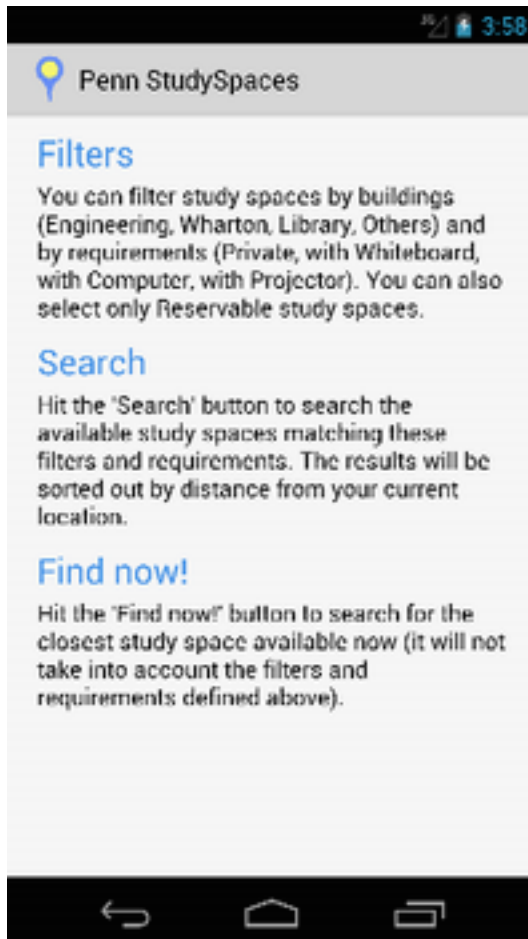 3G 3:58
Penn StudySpaces
Filters
You can filter study spaces by buildings
(Engineering, Wharton, Library, Others) and
by requirements (Private, with Whiteboard,
with Computer, with Projector). You can also
select only Reservable study spaces.
Search
Hit the 'Search' button to search the
available study spaces matching these
filters and requirements. The results will be
sorted out by distance from your current
location.
Find now!
Hit the 'Find now!' button to search for the
closest study space available now (it will not
take into account the filters and
requirements defined above).